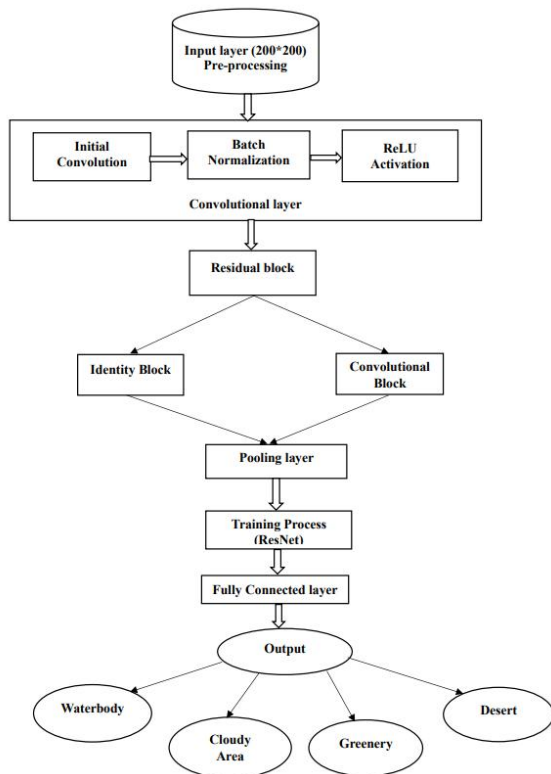 Input layer (200*200)
Pre-processing
Initial
Convolution
Batch
Normalization
ReLU
Activation
Convolutional layer
Residual block
Identity Block
Convolutional
Block
Pooling layer
Training Process
(ResNet)
Fully Connected layer
Output
Waterbody
Cloudy
Area
Greenery
Desert